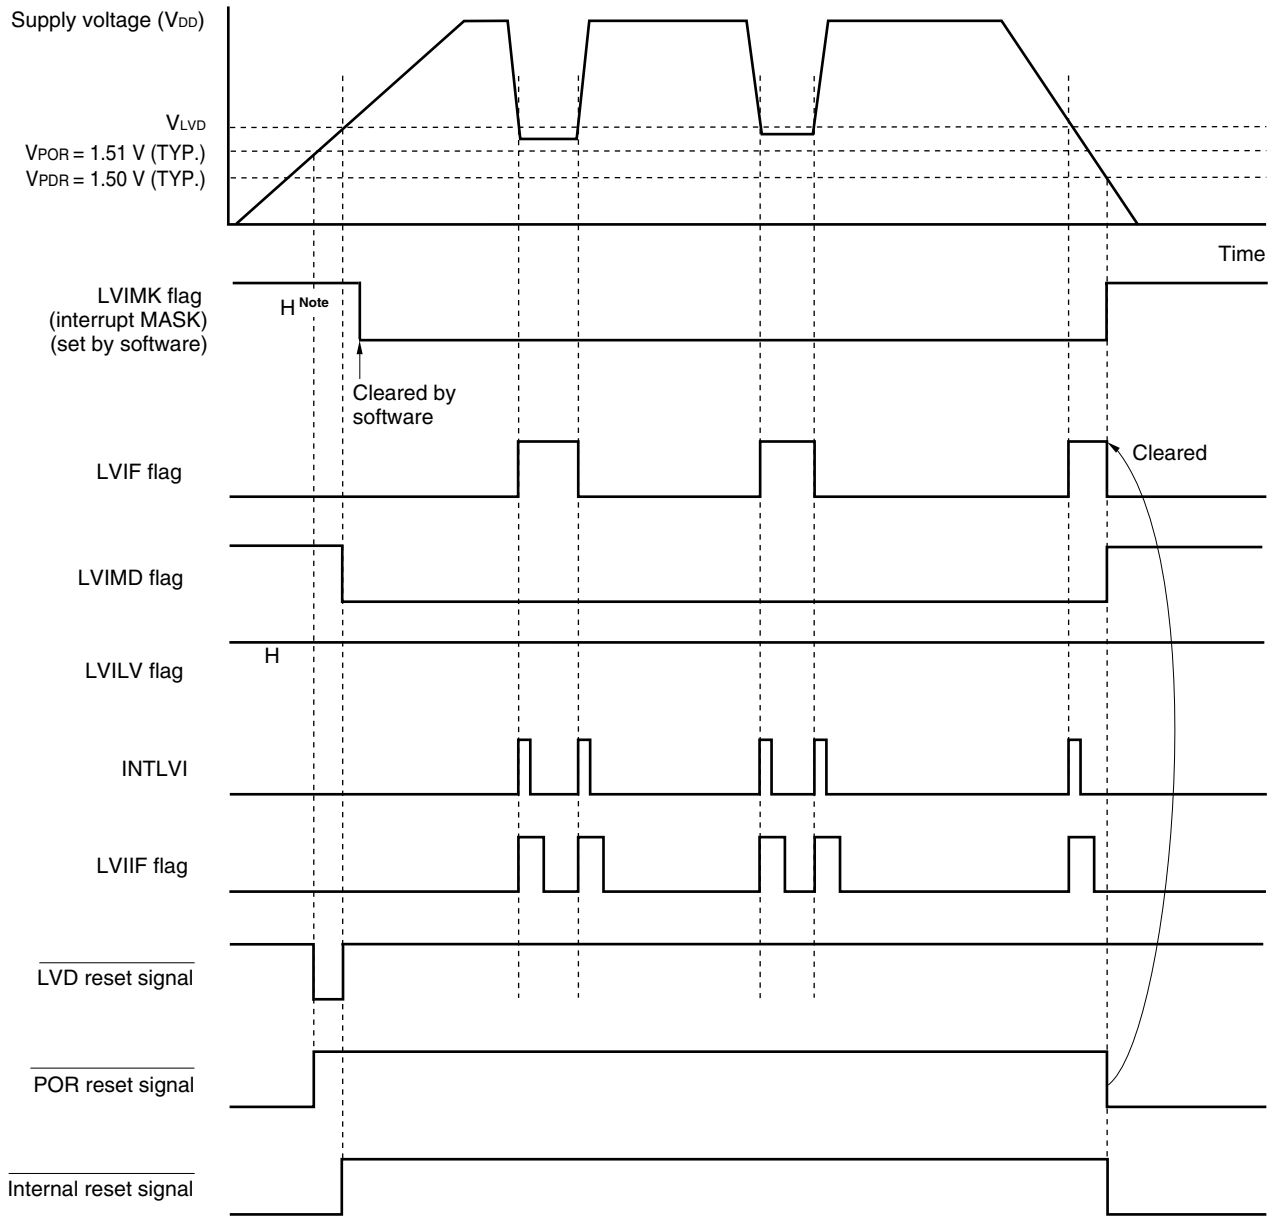 Supply voltage (VDD)
VLVD
VPOR = 1.51 V (TYP.)
VPDR = 1.50 V (TYP.)
Time
LVIMK flag
(interrupt MASK)
(set by software)
H Note
Cleared by
software
LVIF flag
Cleared
LVIMD flag
H
LVILV flag
INTLVI
LVIIF flag
LVD reset signal
POR reset signal
Internal reset signal